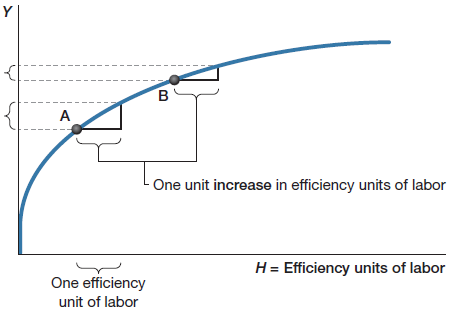 Y
B
A
One unit increase in efficiency units of labor
H = Efficiency units of labor
One efficiency
unit of labor